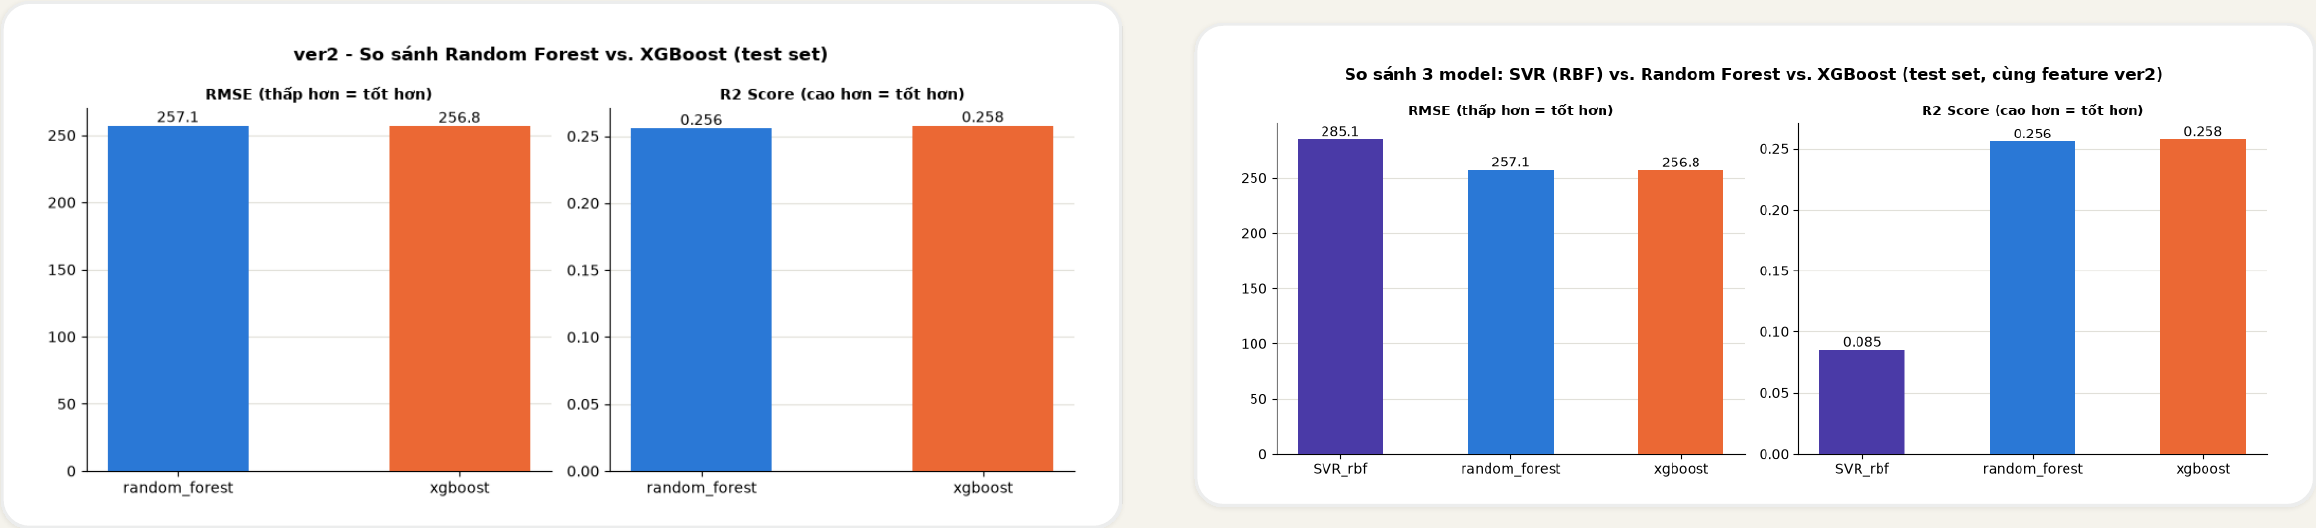 ver2 - So sánh Random Forest vs. XGBoost (test set)
RMSE (thấp hơn = tốt hơn)
257.1
256.8
250
200
150
100
50
0
random_forest
xgboost
R2 Score (cao hơn = tốt hơn)
0.256
0.258
0.25
0.20
0.15
0.10
0.05
0.00
random_forest
xgboost
So sánh 3 model: SVR (RBF) vs. Random Forest vs. XGBoost (test set, cùng feature ver2)
RMSE (thấp hơn = tốt hơn)
285.1
257.1
256.8
250
200
150
100
50
0
SVR_rbf
random_forest
xgboost
R2 Score (cao hơn = tốt hơn)
0.256
0.258
0.085
0.25
0.20
0.15
0.10
0.05
0.00
SVR_rbf
random_forest
xgboost